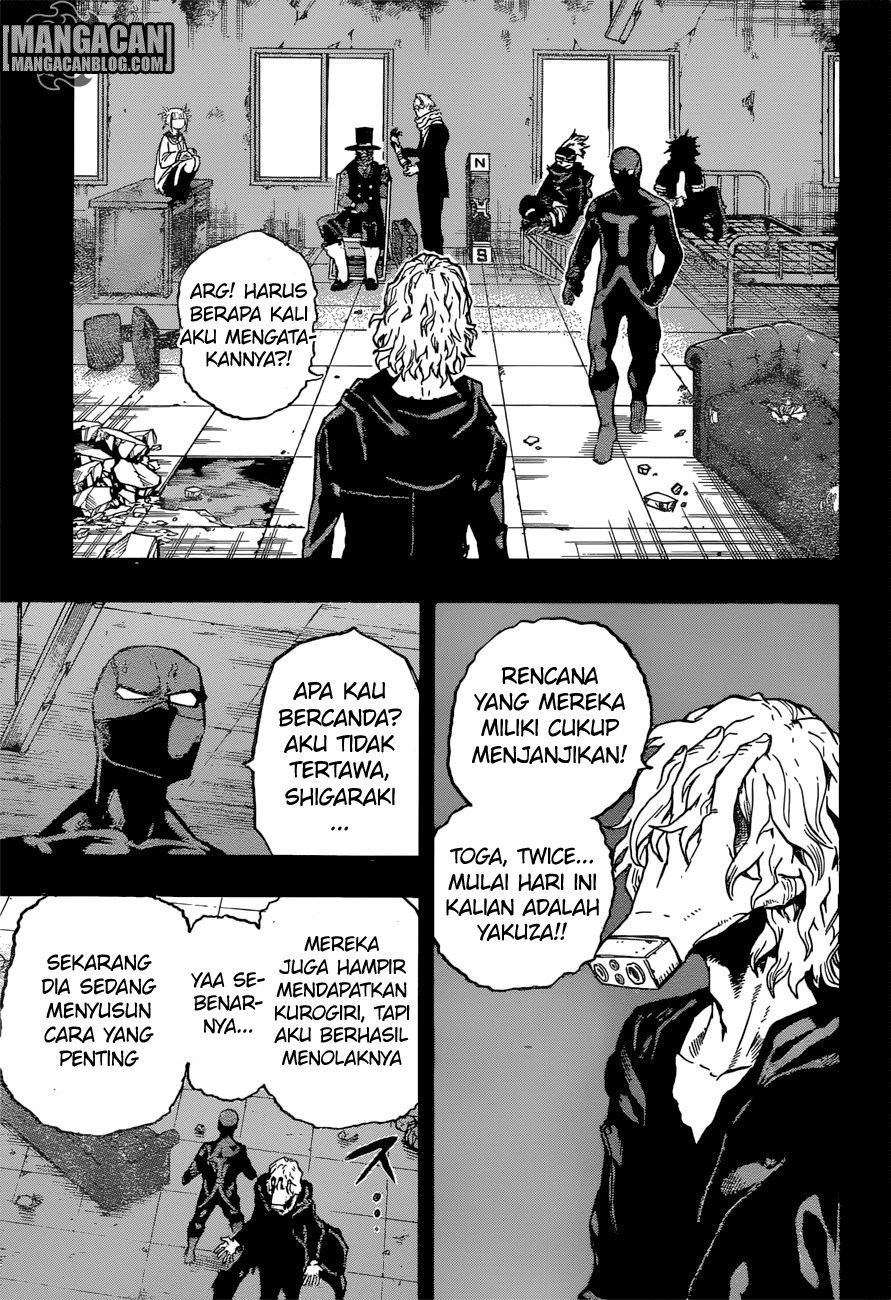 [MANGACAN]
MANGACANBLOG.COM
ARG! HARUS
BERAPA KALI
AKU MENGATA-
KANNYA?!
N
9
RENCANA
YANG MEREKA
MILIKI CUKUP
MENJANJIKAN!
TOGA, TWICE...
MULAI HARI INI
KALIAN ADALAH
YAKUZA!!
APA KAU
BERCANDA?
AKU TIDAK
TERTAWA,
SHIGARAKI
...
MEREKA
JUGA HAMPIR
MENDAPATKAN
KUROGIRI, TAPI
AKU BERHASIL
MENOLAKNYA
YAA SE-
BENAR-
NYA...
SEKARANG
DIA SEDANG
MENYUSUN
CARA YANG
PENTING